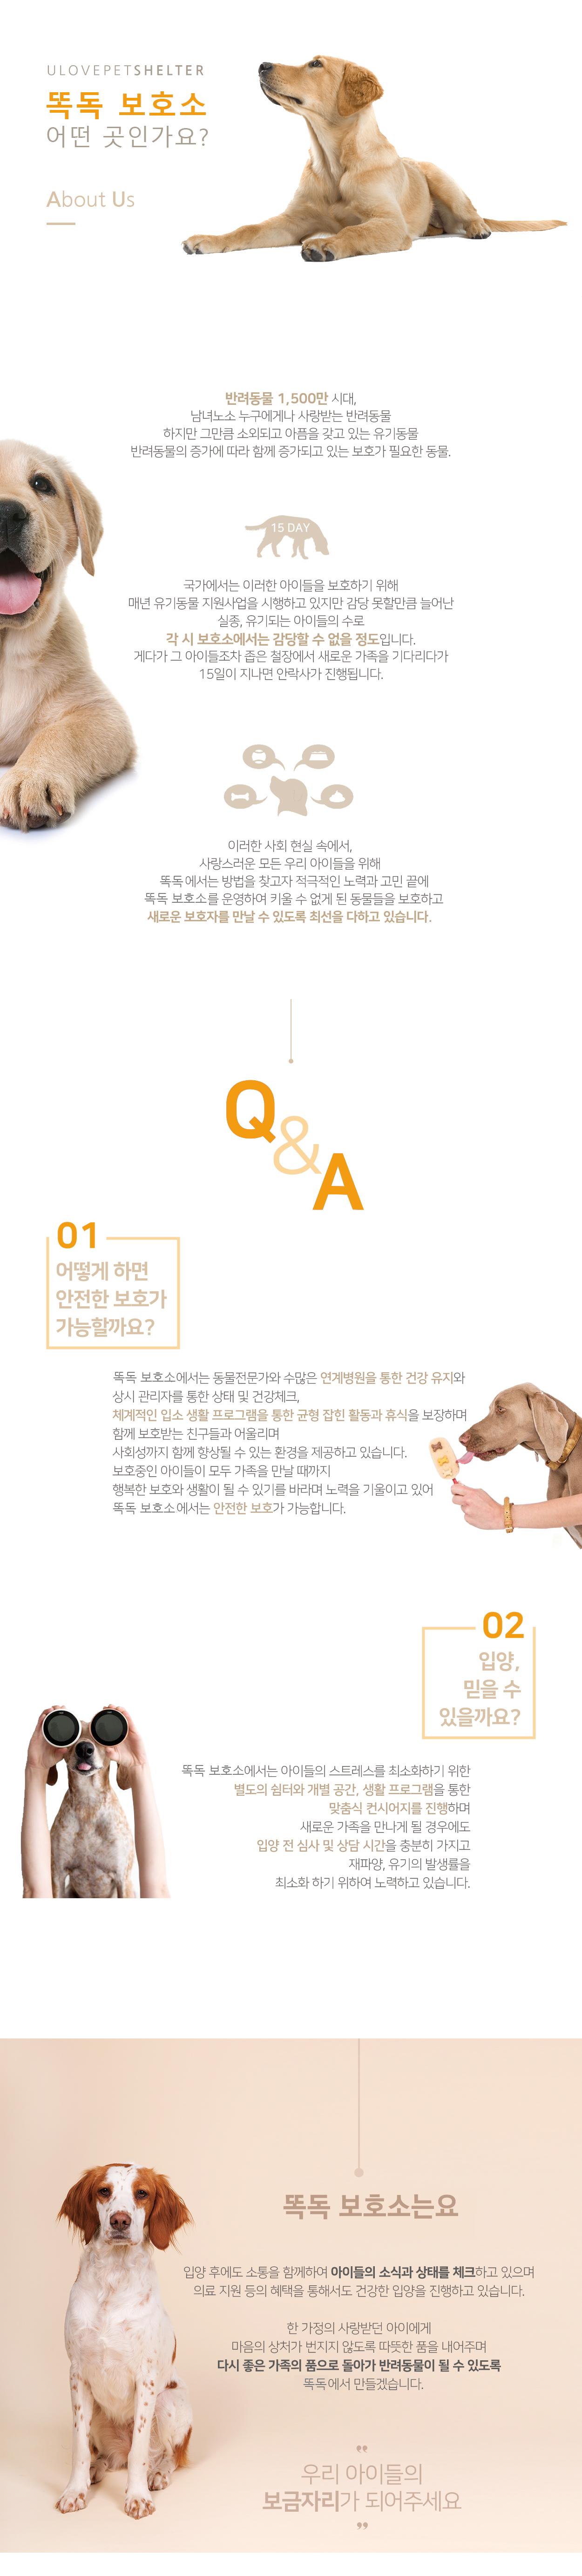 ULOVEPETSHELTER
똑독 보호소
어떤 곳인가요?
About Us
반려동물 1,500만 시대,
남녀노소 누구에게나 사랑받는 반려동물
하지만 그만큼 소외되고 아픔을 갖고 있는 유기동물
반려동물의 증가에 따라 함께 증가되고 있는 보호가 필요한 동물.
15 DAY
국가에서는 이러한 아이들을 보호하기 위해
매년 유기동물 지원사업을 시행하고 있지만 감당 못할만큼 늘어난
실종, 유기되는 아이들의 수로
각 시 보호소에서는 감당할 수 없을 정도입니다.
게다가 그 아이들조차 좁은 철장에서 새로운 가족을 기다리다가
15일이 지나면 안락사가 진행됩니다.
이러한 사회 현실 속에서,
사랑스러운 모든 우리 아이들을 위해
똑독에서는 방법을 찾고자 적극적인 노력과 고민 끝에
똑독 보호소를 운영하여 키울 수 없게 된 동물들을 보호하고
새로운 보호자를 만날 수 있도록 최선을 다하고 있습니다.
Q&A
01
어떻게 하면
안전한 보호가
가능할까요?
똑독 보호소에서는 동물전문가와 수많은 연계병원을 통한 건강 유지와
상시 관리자를 통한 상태 및 건강체크,
체계적인 입소 생활 프로그램을 통한 균형 잡힌 활동과 휴식을 보장하며
함께 보호받는 친구들과 어울리며
사회성까지 함께 향상될 수 있는 환경을 제공하고 있습니다.
보호중인 아이들이 모두 가족을 만날 때까지
행복한 보호와 생활이 될 수 있기를 바라며 노력을 기울이고 있어
똑독 보호소에서는 안전한 보호가 가능합니다.
02
입양,
믿을 수
있을까요?
똑독 보호소에서는 아이들의 스트레스를 최소화하기 위한
별도의 쉼터와 개별 공간, 생활 프로그램을 통한
맞춤식 컨시어지를 진행하며
새로운 가족을 만나게 될 경우에도
입양 전 심사 및 상담 시간을 충분히 가지고
재파양, 유기의 발생률을
최소화 하기 위하여 노력하고 있습니다.
똑독 보호소는요
입양 후에도 소통을 함께하여 아이들의 소식과 상태를 체크하고 있으며
의료 지원 등의 혜택을 통해서도 건강한 입양을 진행하고 있습니다.
한 가정의 사랑받던 아이에게
마음의 상처가 번지지 않도록 따뜻한 품을 내어주며
다시 좋은 가족의 품으로 돌아가 반려동물이 될 수 있도록
똑독에서 만들겠습니다.
"
우리 아이들의
보금자리가 되어주세요
"